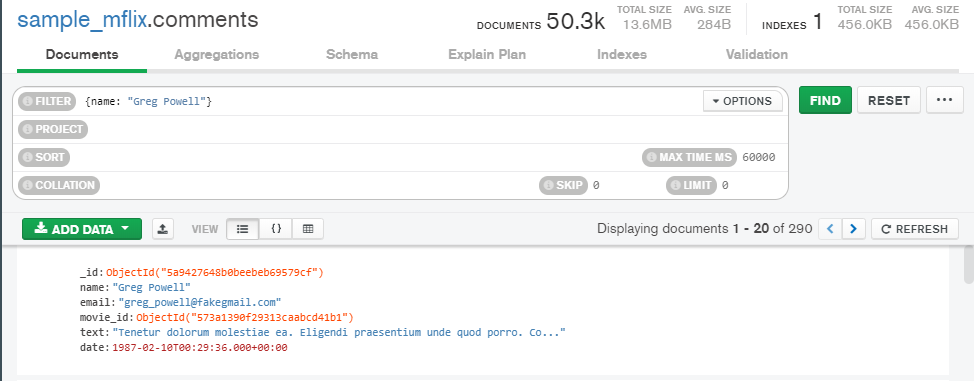 sample_mflix.comments
DOCUMENTS 50.3k TOTAL SIZE 13.6MB AVG. SIZE 284B INDEXES 1 TOTAL SIZE 456.0KB AVG. SIZE 456.0KB
Documents Aggregations Schema Explain Plan Indexes Validation
FILTER {name: "Greg Powell"} OPTIONS FIND RESET ...
PROJECT
SORT MAX TIME MS 60000
COLLATION SKIP 0 LIMIT 0
ADD DATA VIEW {} Displaying documents 1 - 20 of 290 < > REFRESH
_id: ObjectId("5a9427648b0beebeb69579cf")
name: "Greg Powell"
email: "greg_powell@fakegmail.com"
movie_id: ObjectId("573a1390f29313caabcd41b1")
text: "Tenetur dolorum molestiae ea. Eligendi praesentium unde quod porro. Co..."
date: 1987-02-10T00:29:36.000+00:00